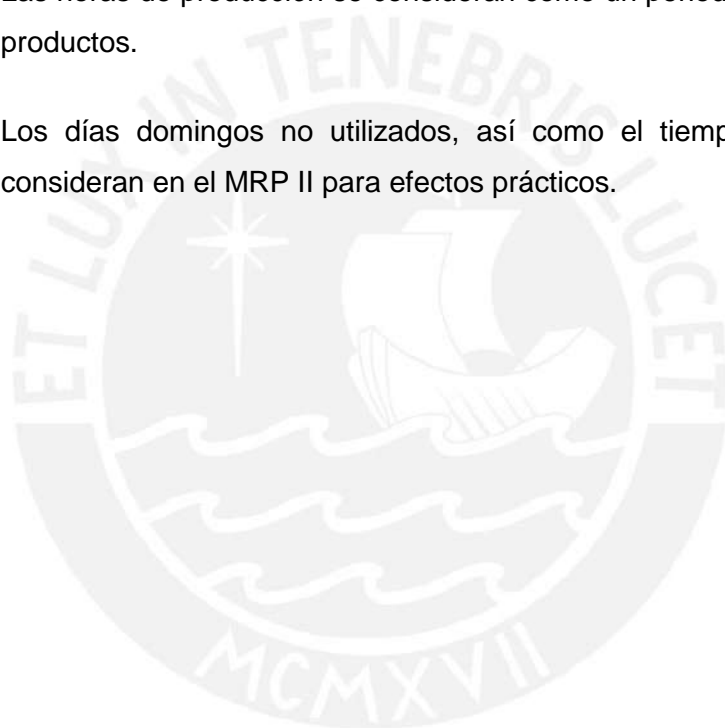 Las horas de producción se consideran como un periodo
productos.
Los días domingos no utilizados, así como el tiemp
consideran en el MRP II para efectos prácticos.
ET LUX IN TENEBRIS LUCET
MCMXVII